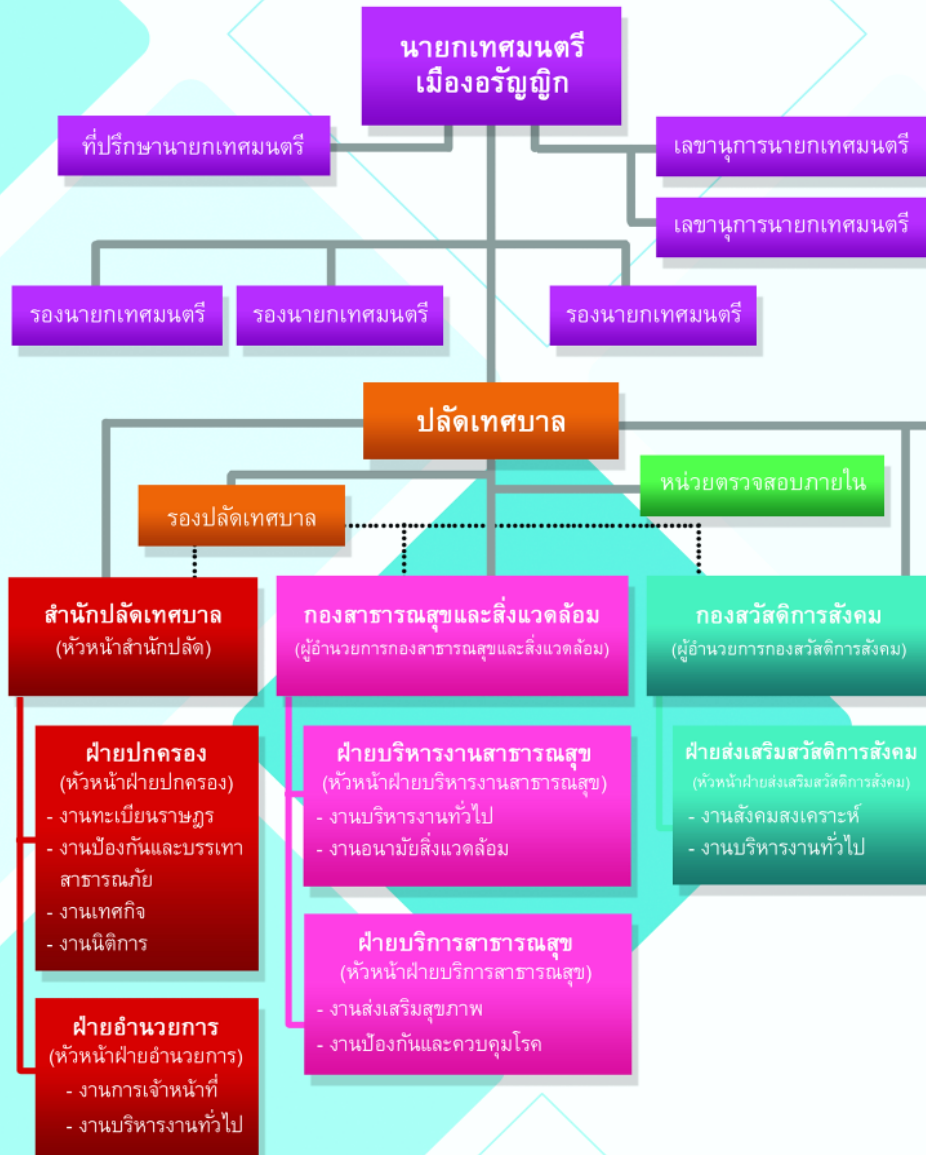 นายกเทศมนตรี
เมืองอรัญญิก
ที่ปรึกษานายกเทศมนตรี
เลขานุการนายกเทศมนตรี
เลขานุการนายกเทศมนตรี
รองนายกเทศมนตรี
รองนายกเทศมนตรี
รองนายกเทศมนตรี
ปลัดเทศบาล
หน่วยตรวจสอบภายใน
รองปลัดเทศบาล
สำนักปลัดเทศบาล
(หัวหน้าสำนักปลัด)
กองสาธารณสุขและสิ่งแวดล้อม
(ผู้อำนวยการกองสาธารณสุขและสิ่งแวดล้อม)
กองสวัสดิการสังคม
(ผู้อำนวยการกองสวัสดิการสังคม)
ฝ่ายปกครอง
(หัวหน้าฝ่ายปกครอง)
- งานทะเบียนราษฎร
- งานป้องกันและบรรเทา
สาธารณภัย
- งานเทศกิจ
- งานนิติการ
ฝ่ายอำนวยการ
(หัวหน้าฝ่ายอำนวยการ)
- งานการเจ้าหน้าที่
- งานบริหารงานทั่วไป
ฝ่ายบริหารงานสาธารณสุข
(หัวหน้าฝ่ายบริหารงานสาธารณสุข)
- งานบริหารงานทั่วไป
- งานอนามัยสิ่งแวดล้อม
ฝ่ายบริการสาธารณสุข
(หัวหน้าฝ่ายบริการสาธารณสุข)
- งานส่งเสริมสุขภาพ
- งานป้องกันและควบคุมโรค
ฝ่ายส่งเสริมสวัสดิการสังคม
(หัวหน้าฝ่ายส่งเสริมสวัสดิการสังคม)
- งานสังคมสงเคราะห์
- งานบริหารงานทั่วไป